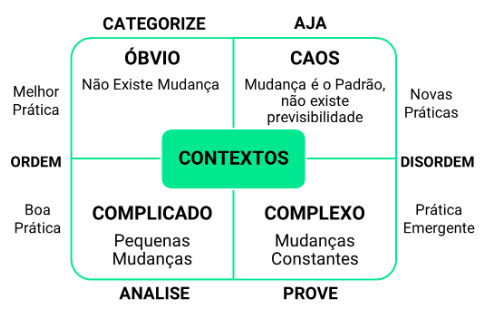 CATEGORIZE
AJA
ÓBVIO
Não Existe Mudança
CAOS
Mudança é o Padrão,
não existe
previsibilidade
Melhor
Prática
Novas
Práticas
ORDEM
CONTEXTOS
DISORDEM
Boa
Prática
COMPLICADO
Pequenas
Mudanças
COMPLEXO
Mudanças
Constantes
Prática
Emergente
ANALISE
PROVE